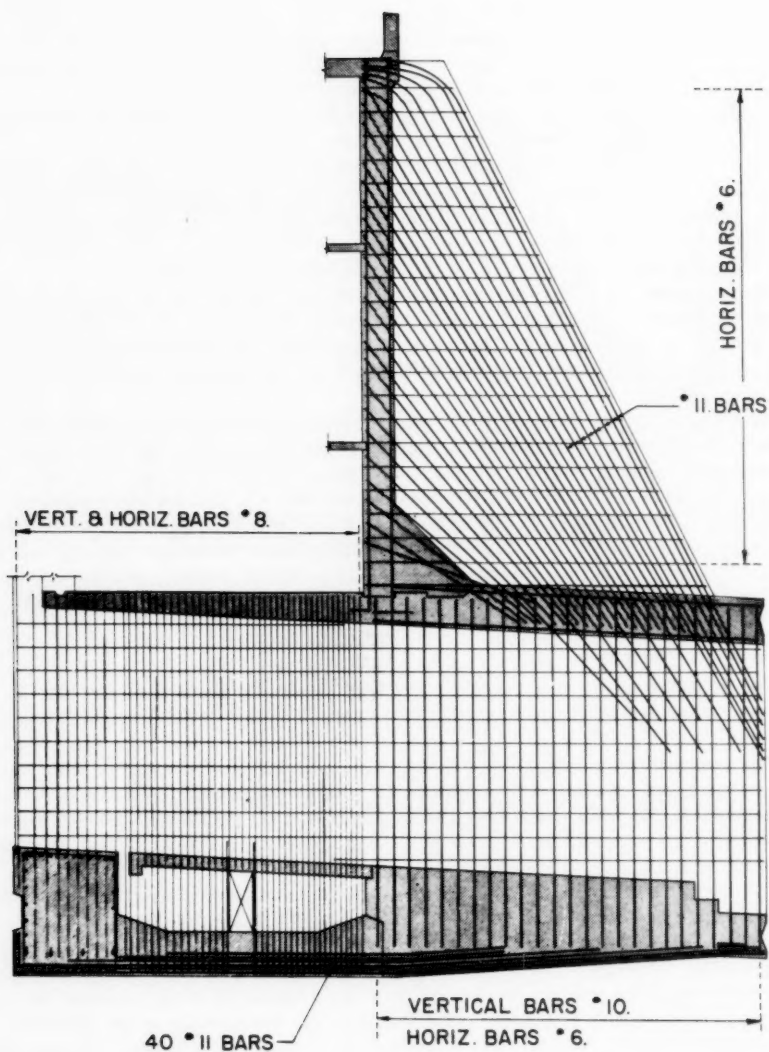 HORIZ. BARS #6.
#11. BARS
VERT. & HORIZ. BARS #8.
VERTICAL BARS #10.
HORIZ. BARS #6.
40 #11 BARS